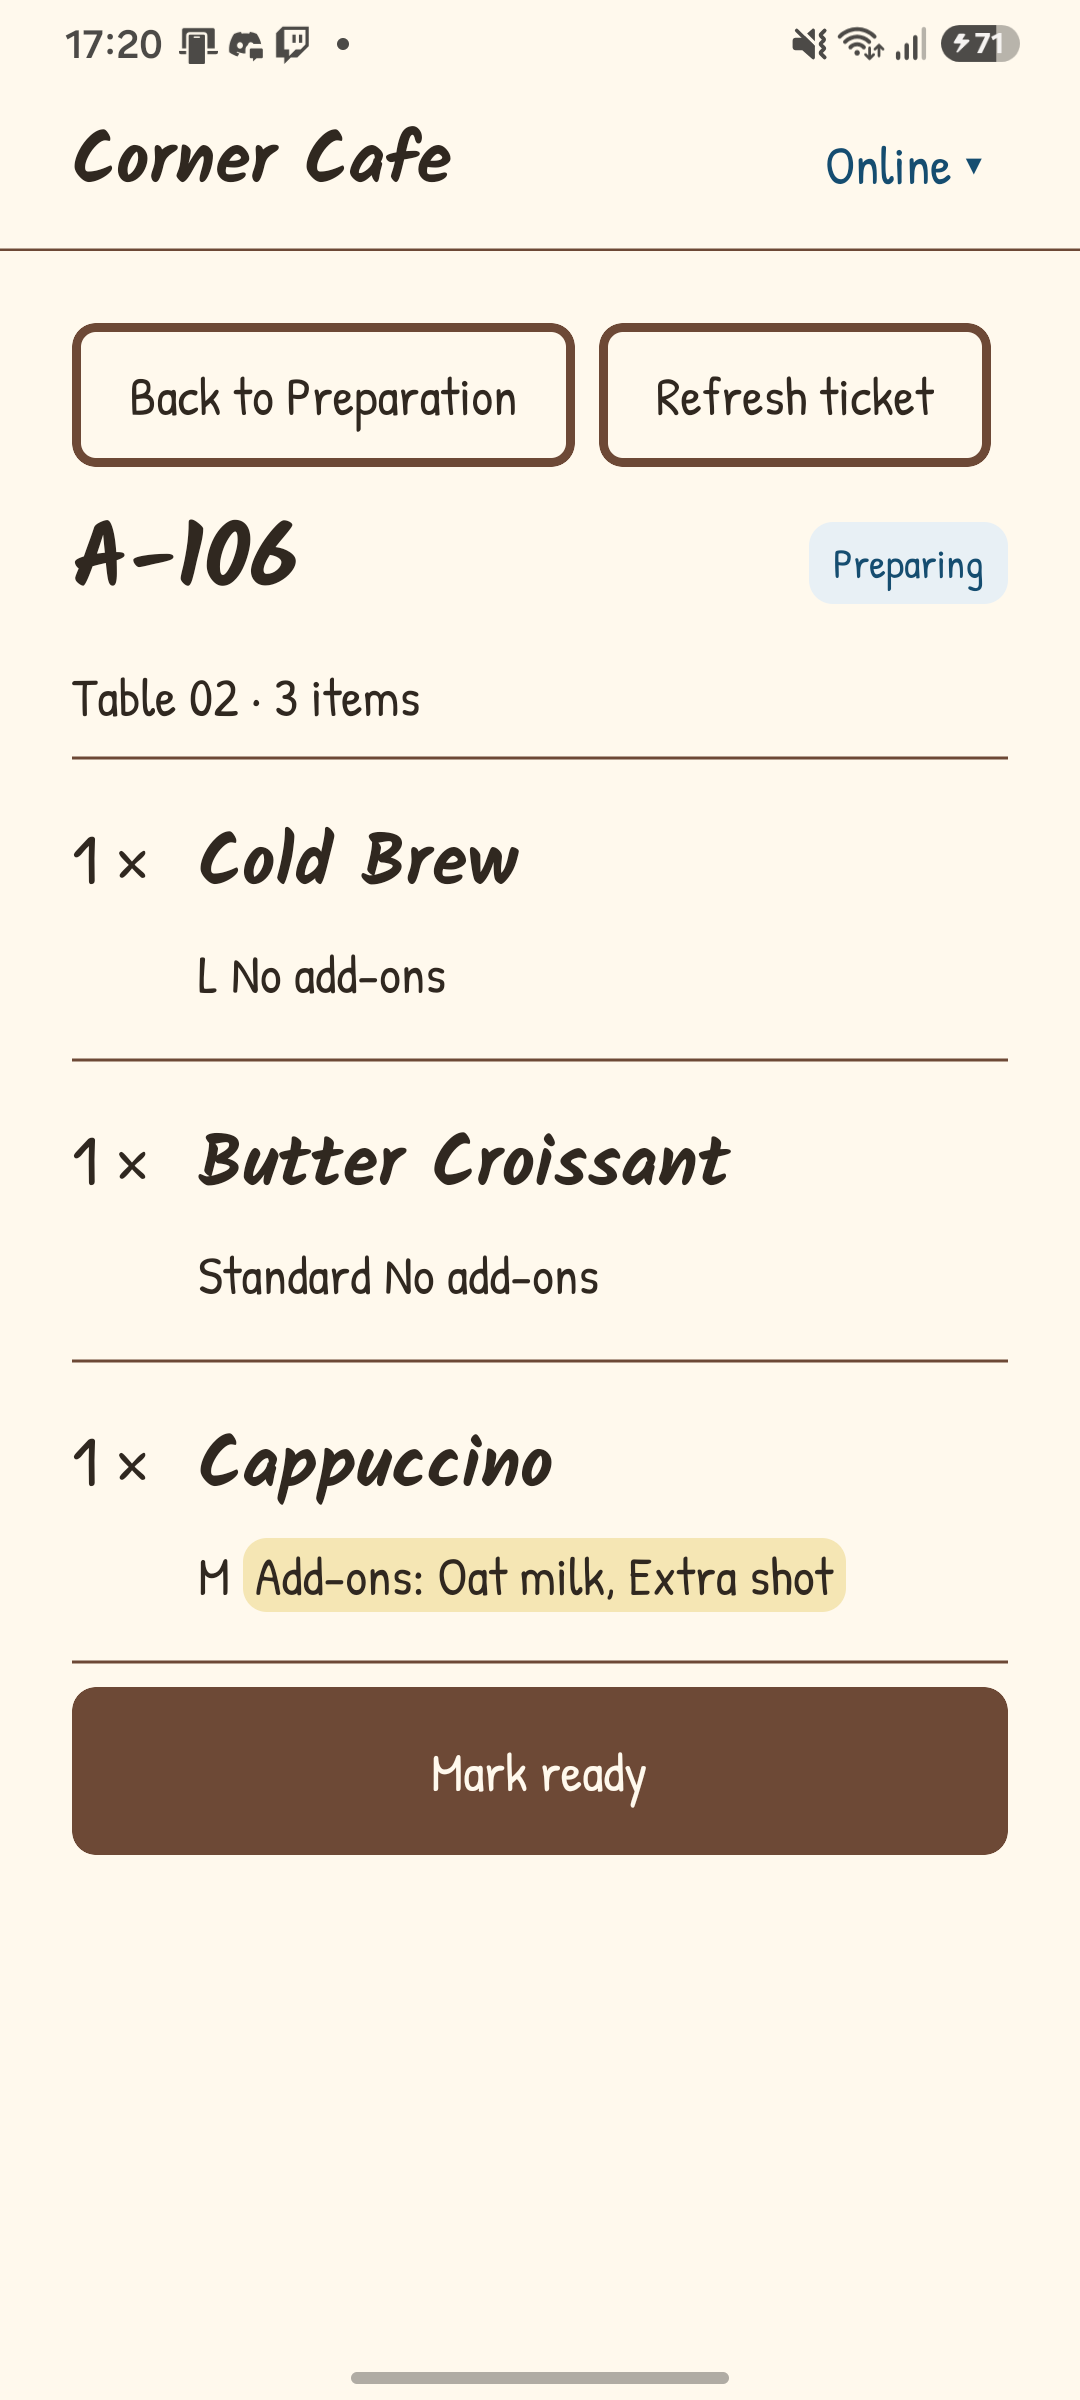 17:20
71
Corner Cafe
Online ▼
Back to Preparation
Refresh ticket
A-106
Preparing
Table 02 · 3 items
1 × Cold Brew
L No add-ons
1 × Butter Croissant
Standard No add-ons
1 × Cappuccino
M Add-ons: Oat milk, Extra shot
Mark ready